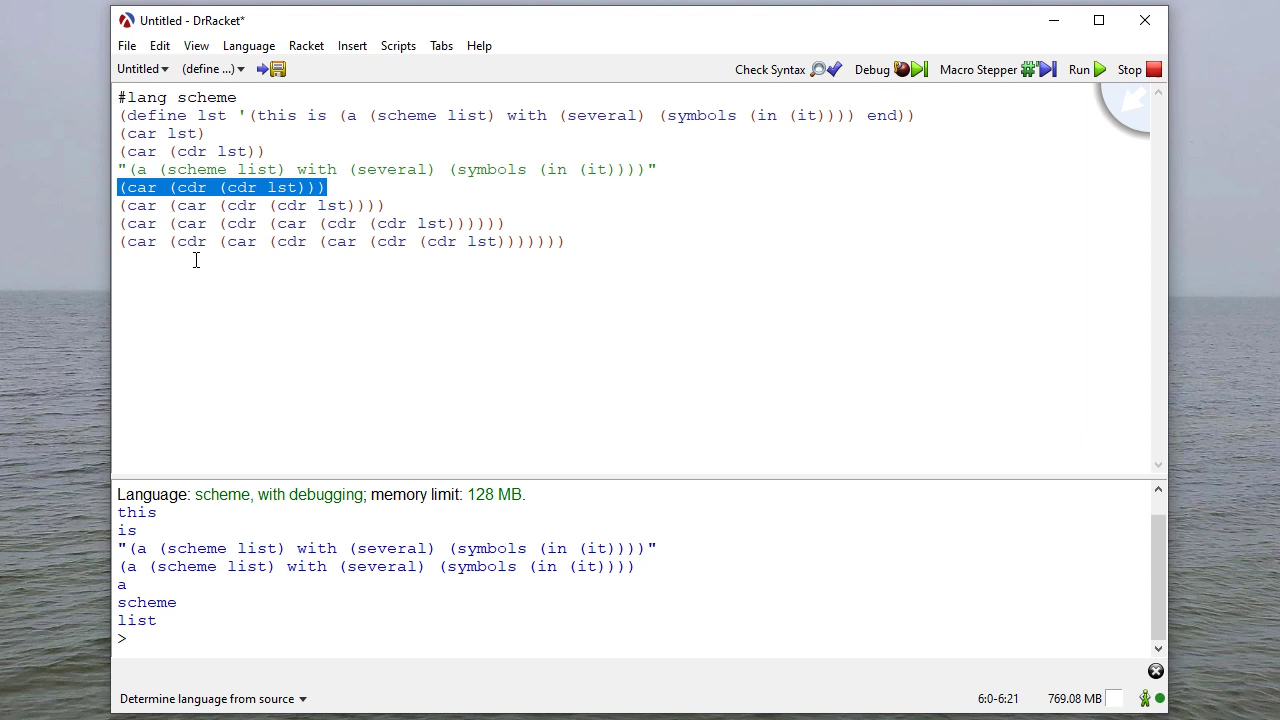 Untitled - DrRacket*
File Edit View Language Racket Insert Scripts Tabs Help
Untitled (define ...) Check Syntax Debug Macro Stepper Run Stop
#lang scheme
(define lst '(this is (a (scheme list) with (several) (symbols (in (it)))) end))
(car lst)
(car (cdr lst))
"(a (scheme list) with (several) (symbols (in (it))))"
(car (cdr (cdr lst)))
(car (car (cdr (cdr lst))))
(car (car (cdr (car (cdr (cdr lst))))))
(car (cdr (car (cdr (car (cdr (cdr lst)))))))
Language: scheme, with debugging; memory limit: 128 MB.
this
is
"(a (scheme list) with (several) (symbols (in (it))))"
(a (scheme list) with (several) (symbols (in (it))))
a
scheme
list
>
Determine language from source 6:0-6:21 769.08 MB